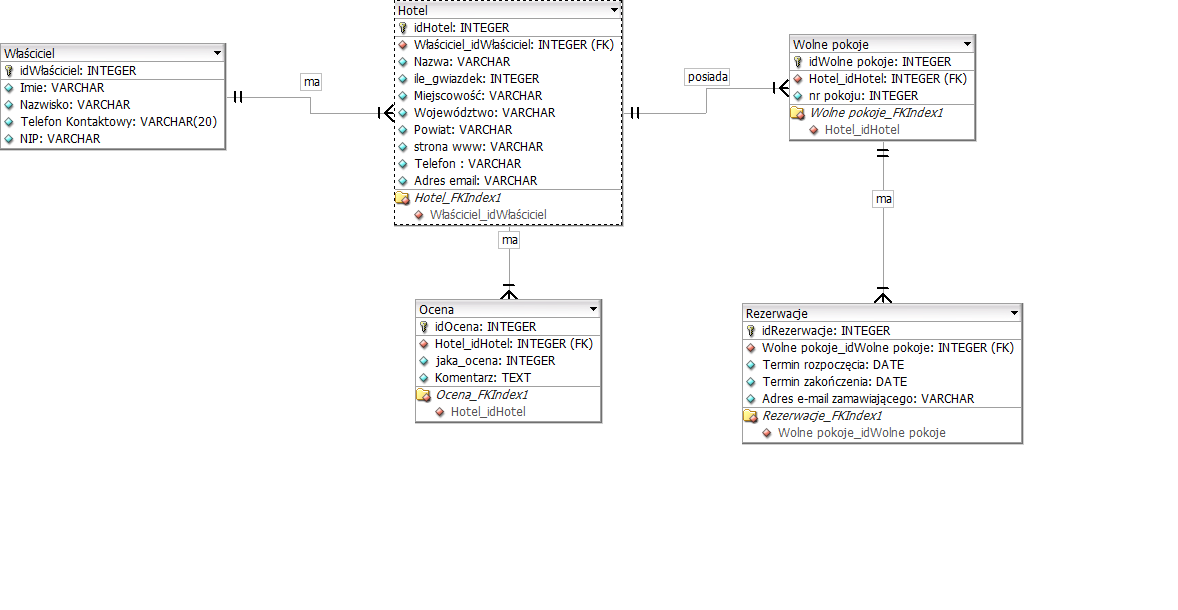 Właściciel
idWłaściciel: INTEGER
Imie: VARCHAR
Nazwisko: VARCHAR
Telefon Kontaktowy: VARCHAR(20)
NIP: VARCHAR
ma
Hotel
idHotel: INTEGER
Właściciel_idWłaściciel: INTEGER (FK)
Nazwa: VARCHAR
ile_gwiazdek: INTEGER
Miejscowość: VARCHAR
Województwo: VARCHAR
Powiat: VARCHAR
strona www: VARCHAR
Telefon : VARCHAR
Adres email: VARCHAR
Hotel_FKIndex1
Właściciel_idWłaściciel
posiada
Wolne pokoje
idWolne pokoje: INTEGER
Hotel_idHotel: INTEGER (FK)
nr pokoju: INTEGER
Wolne pokoje_FKIndex1
Hotel_idHotel
ma
Ocena
idOcena: INTEGER
Hotel_idHotel: INTEGER (FK)
jaka_ocena: INTEGER
Komentarz: TEXT
Ocena_FKIndex1
Hotel_idHotel
ma
Rezerwacje
idRezerwacje: INTEGER
Wolne pokoje_idWolne pokoje: INTEGER (FK)
Termin rozpoczęcia: DATE
Termin zakończenia: DATE
Adres e-mail zamawiającego: VARCHAR
Rezerwacje_FKIndex1
Wolne pokoje_idWolne pokoje